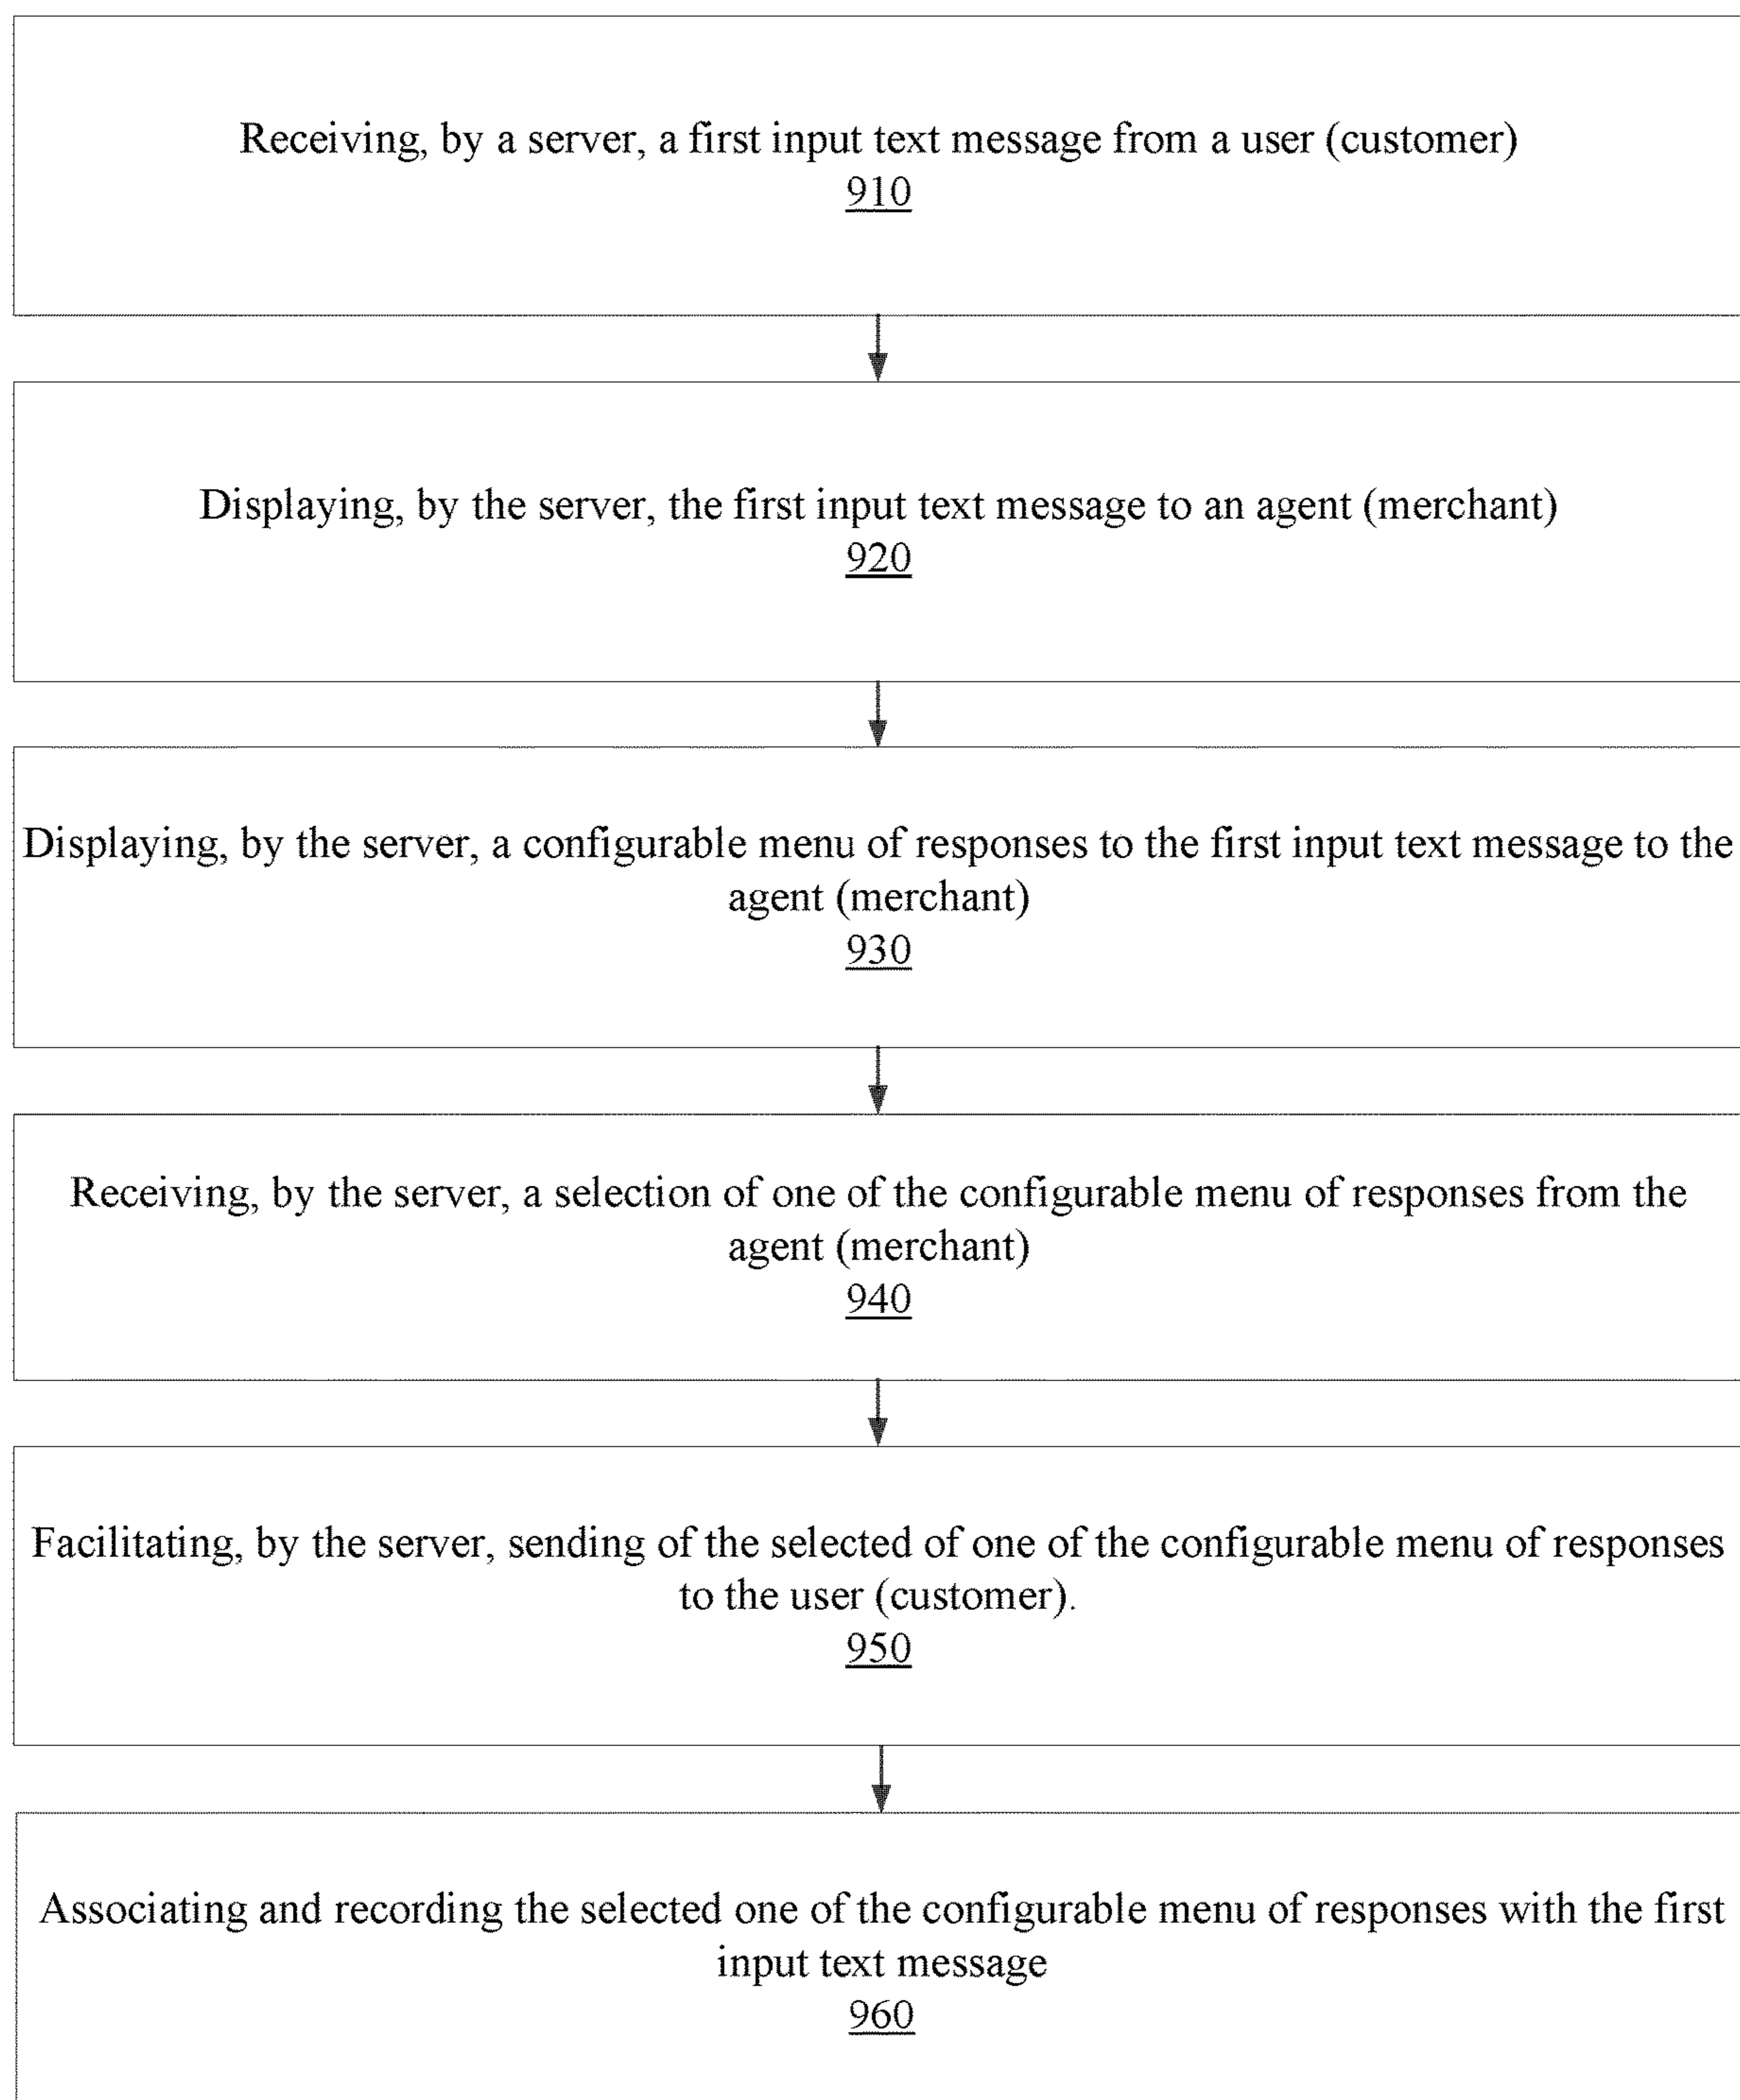 Receiving, by a server, a first input text message from a user (customer)
910
Displaying, by the server, the first input text message to an agent (merchant)
920
Displaying, by the server, a configurable menu of responses to the first input text message to the
agent (merchant)
930
Receiving, by the server, a selection of one of the configurable menu of responses from the
agent (merchant)
940
Facilitating, by the server, sending of the selected of one of the configurable menu of responses
to the user (customer).
950
Associating and recording the selected one of the configurable menu of responses with the first
input text message
960